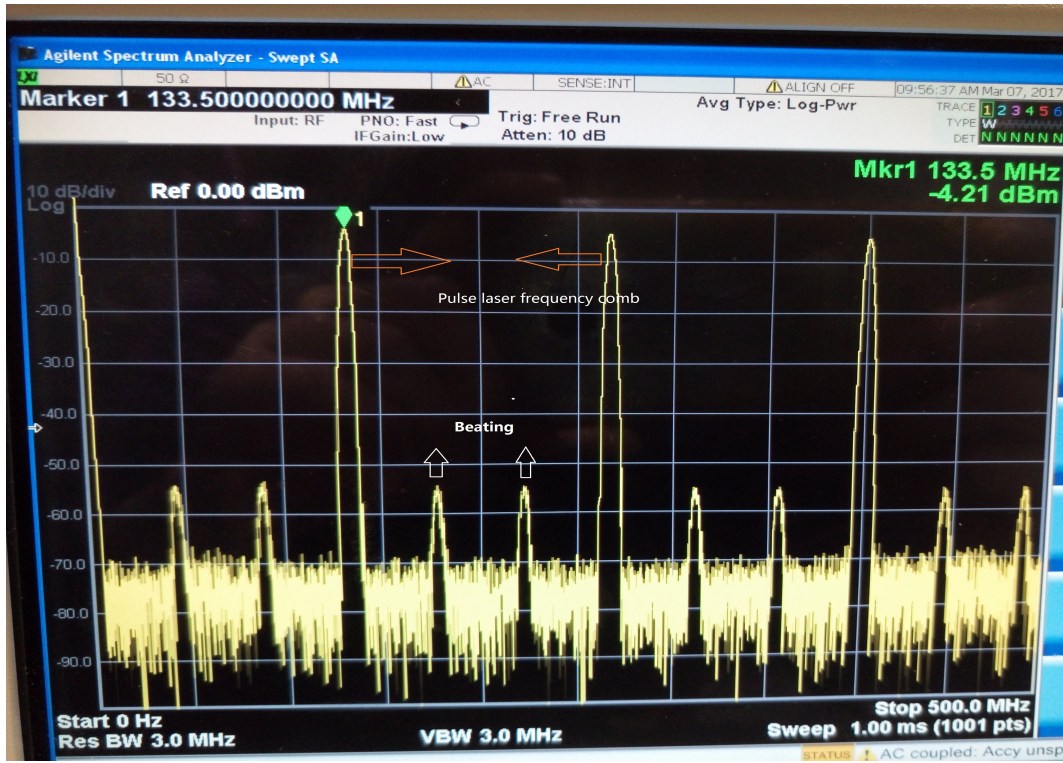 Agilent Spectrum Analyzer - Swept SA
LXI 50 Ω AC SENSE:INT ALIGN OFF 09:56:37 AM Mar 07, 2017
Marker 1 133.500000000 MHz
Input: RF PNO: Fast Trig: Free Run Avg Type: Log-Pwr TRACE 1 2 3 4 5 6
IFGain:Low Atten: 10 dB TYPE W
DET N N N N N N
Mkr1 133.5 MHz
-4.21 dBm
10 dB/div Ref 0.00 dBm
Log
1
-10.0
Pulse laser frequency comb
-20.0
-30.0
-40.0
Beating
-50.0
-60.0
-70.0
-80.0
-90.0
Start 0 Hz Stop 500.0 MHz
Res BW 3.0 MHz VBW 3.0 MHz Sweep 1.00 ms (1001 pts)
STATUS AC coupled: Accy unsp